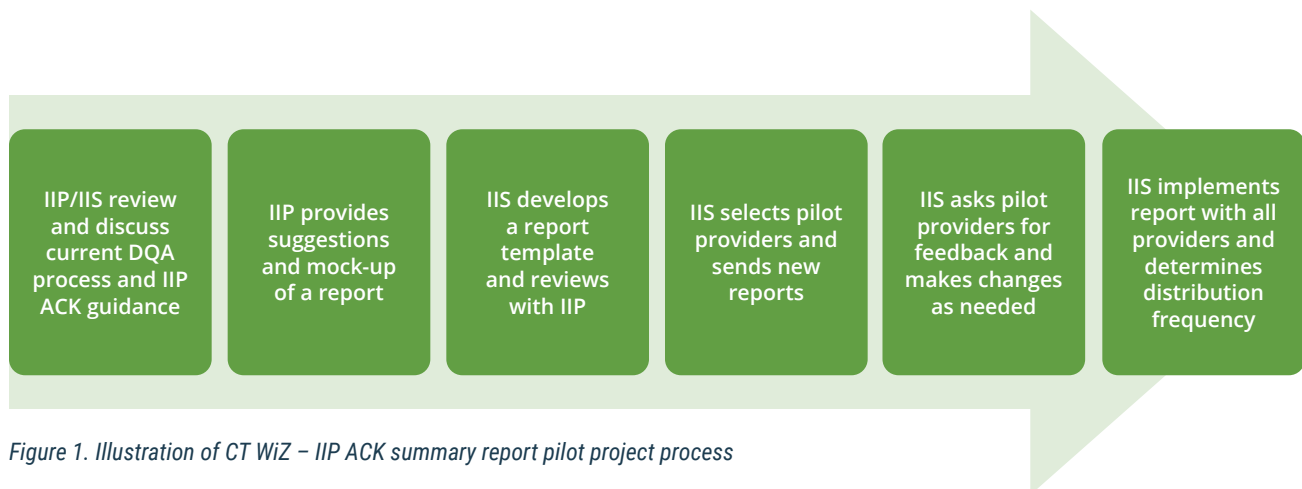 IIP/IIS review
and discuss
current DQA
process and IIP
ACK guidance
IIP provides
suggestions
and mock-up
of a report
IIS develops
a report
template
and reviews
with IIP
IIS selects pilot
providers and
sends new
reports
IIS asks pilot
providers for
feedback and
makes changes
as needed
IIS implements
report with all
providers and
determines
distribution
frequency
Figure 1. Illustration of CT WiZ – IIP ACK summary report pilot project process